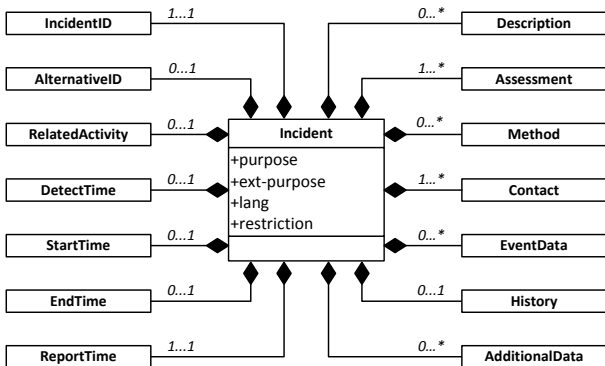 IncidentID
1...1
0...*
Description
AlternativeID
0...1
1...*
Assessment
RelatedActivity
0...1
Incident
0...*
Method
+purpose
+ext-purpose
+lang
+restriction
DetectTime
0...1
1...*
Contact
StartTime
0...1
0...*
EventData
EndTime
0...1
0...1
History
ReportTime
1...1
0...*
AdditionalData